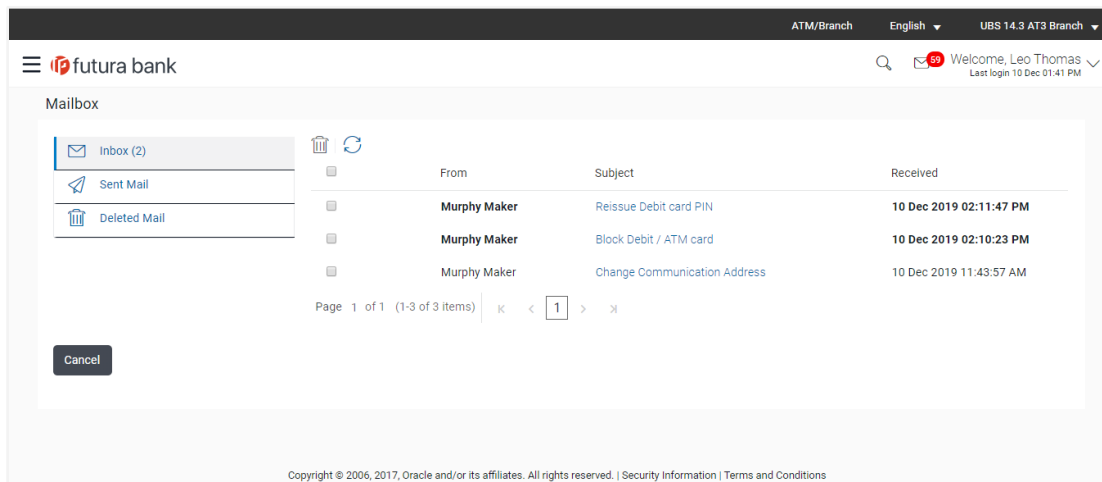 ATM/Branch English UBS 14.3 AT3 Branch
futura bank 59 Welcome, Leo Thomas
Last login 10 Dec 01:41 PM
Mailbox
Inbox (2)
Sent Mail
Deleted Mail
From Subject Received
Murphy Maker Reissue Debit card PIN 10 Dec 2019 02:11:47 PM
Murphy Maker Block Debit / ATM card 10 Dec 2019 02:10:23 PM
Murphy Maker Change Communication Address 10 Dec 2019 11:43:57 AM
Page 1 of 1 (1-3 of 3 items) K < 1 > X
Cancel
Copyright © 2006, 2017, Oracle and/or its affiliates. All rights reserved. | Security Information | Terms and Conditions